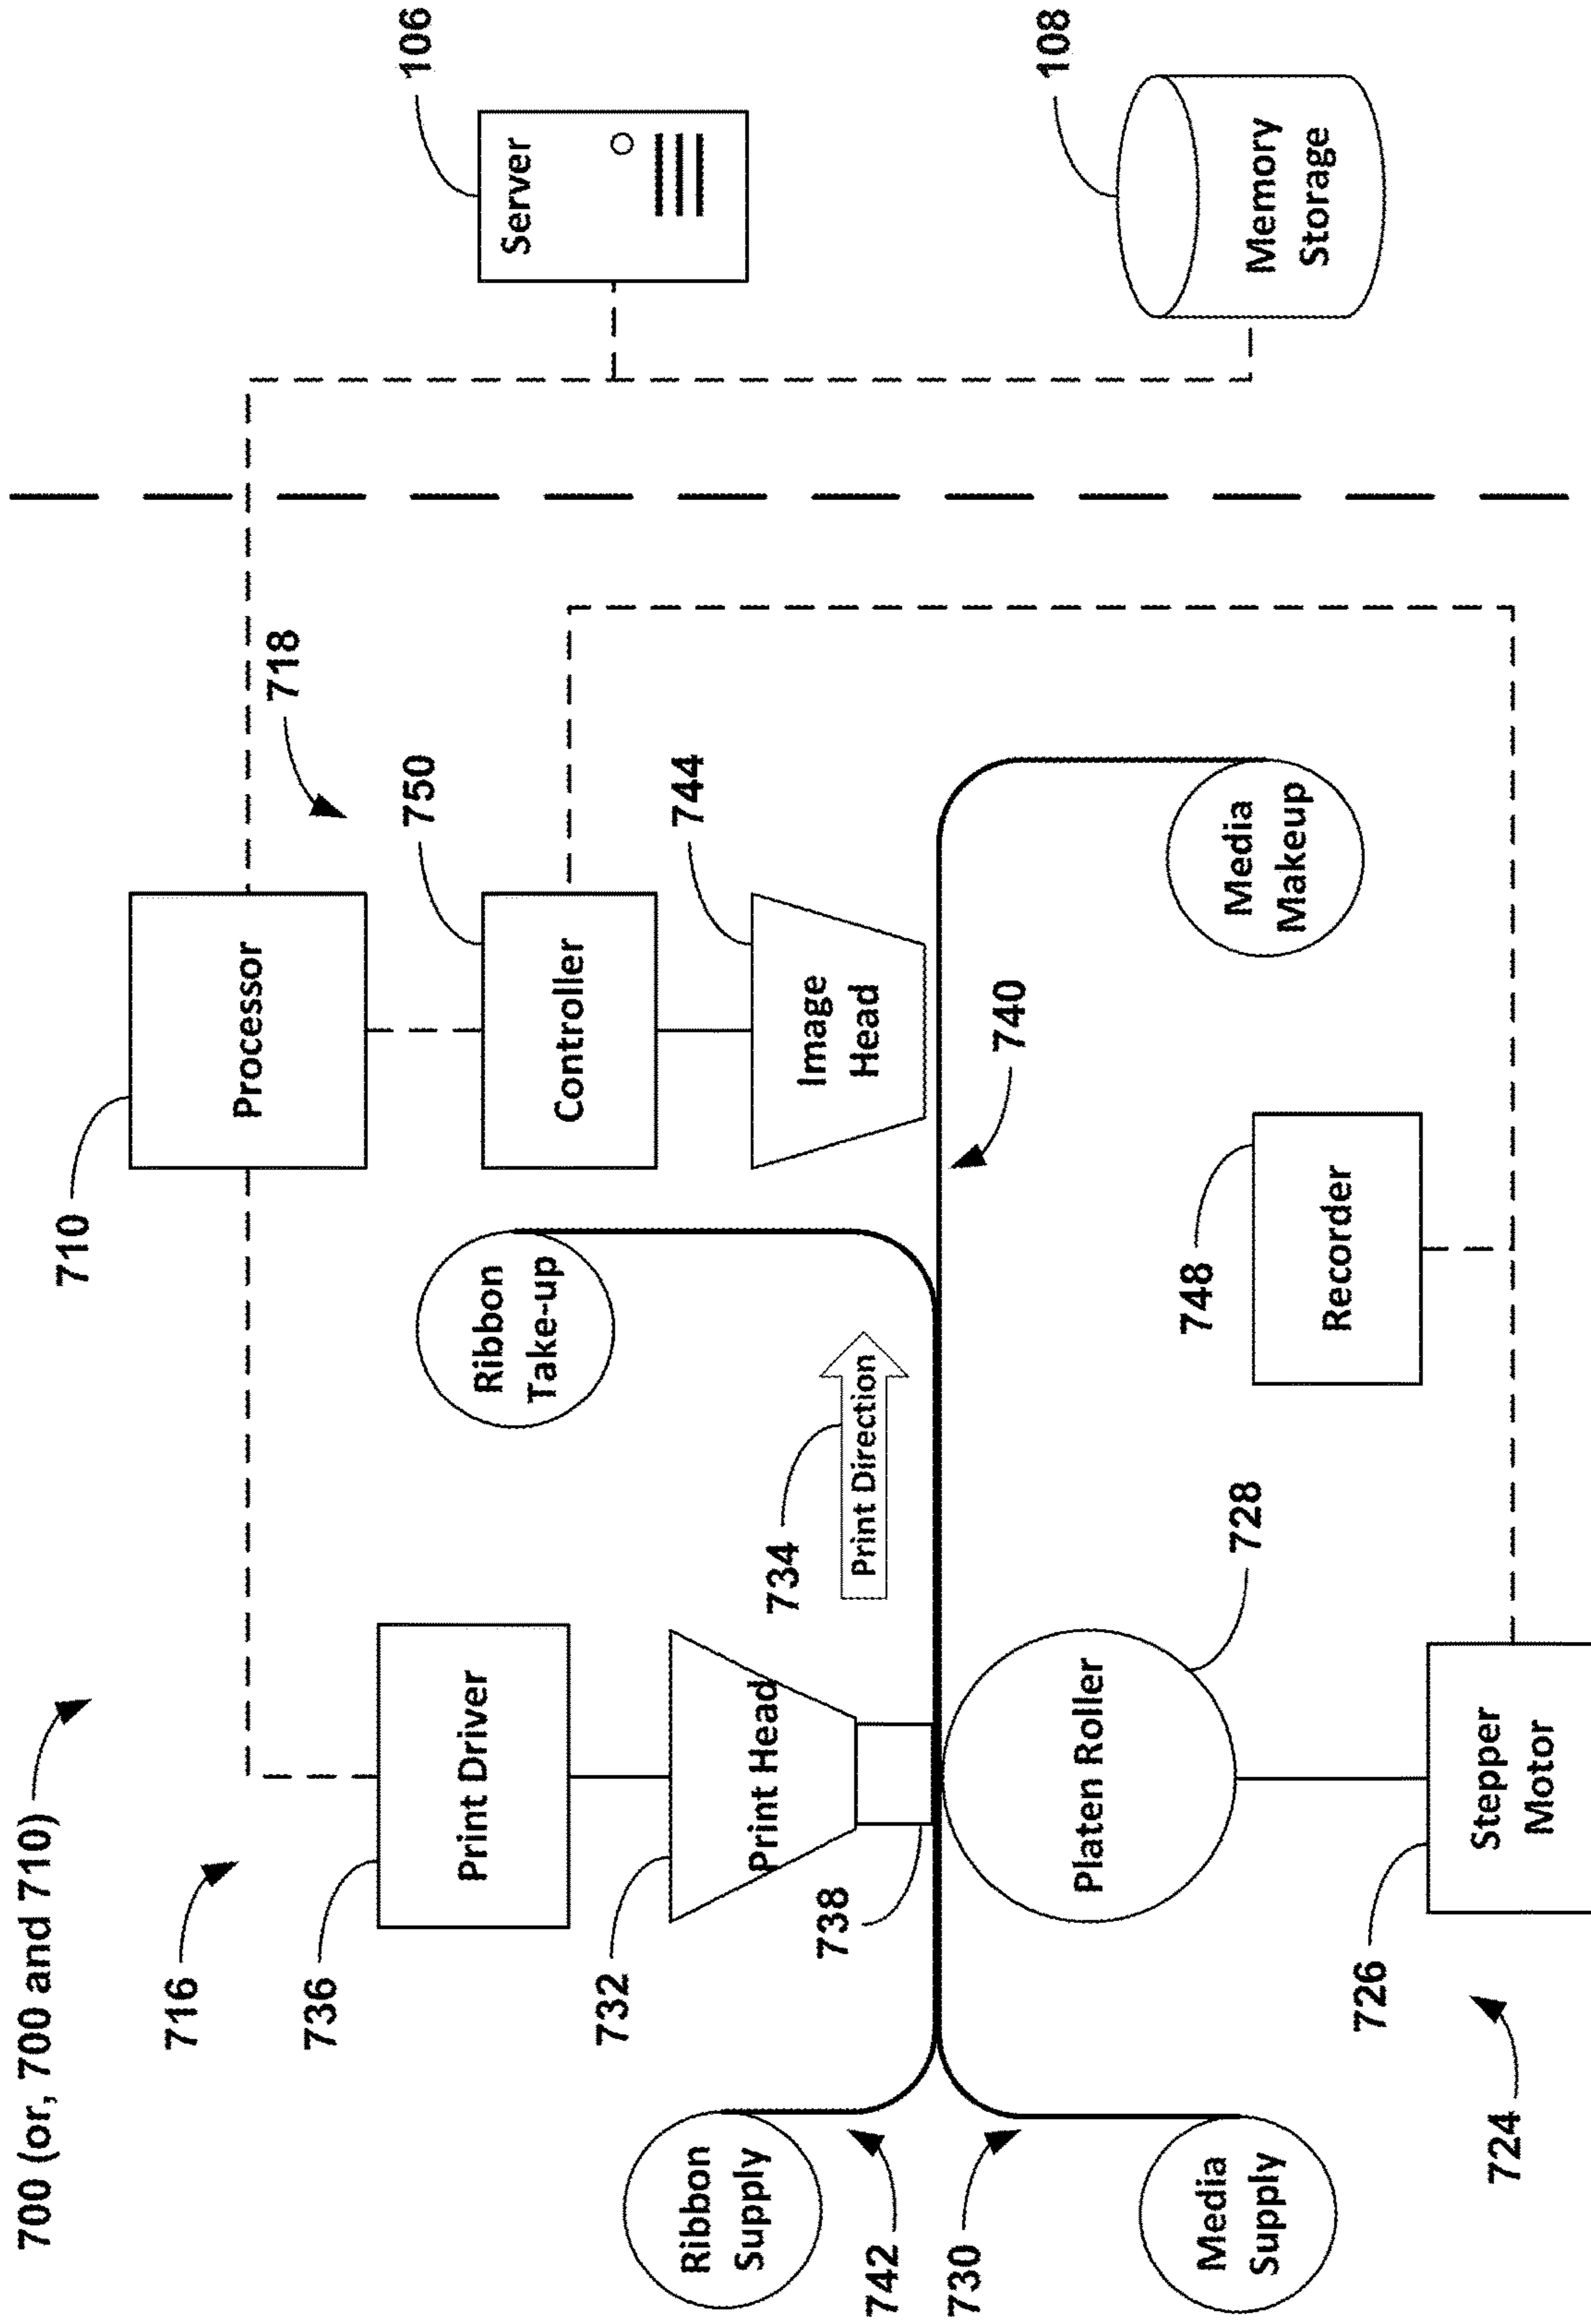 700 (or, 700 and 710)
716
736
Print Driver
732
Print Head
738
734
Print Direction
Ribbon
Supply
742
730
Media
Supply
Platen Roller
728
726
Stepper
Motor
724
710
Processor
718
750
Controller
744
Image
Head
Ribbon
Take-up
740
748
Recorder
Media
Makeup
106
Server
108
Memory
Storage